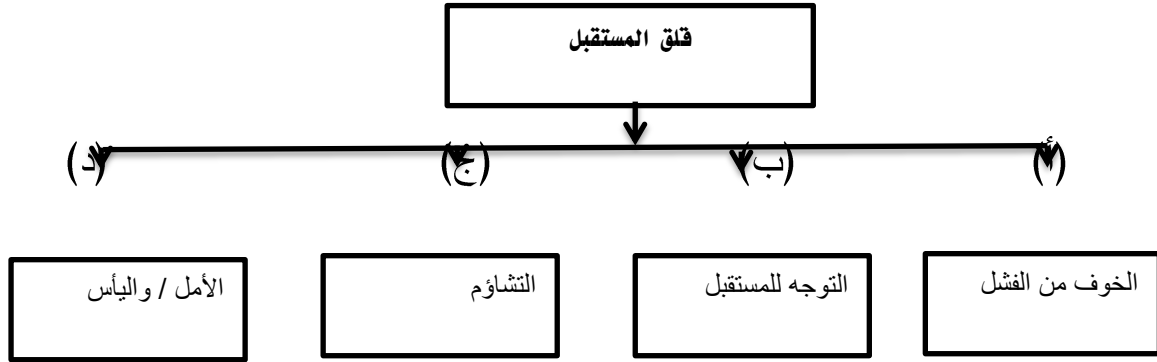 قلق المستقبل
(أ) (ب) (ج) (د)
الخوف من الفشل
التوجه للمستقبل
التشاؤم
الأمل / واليأس